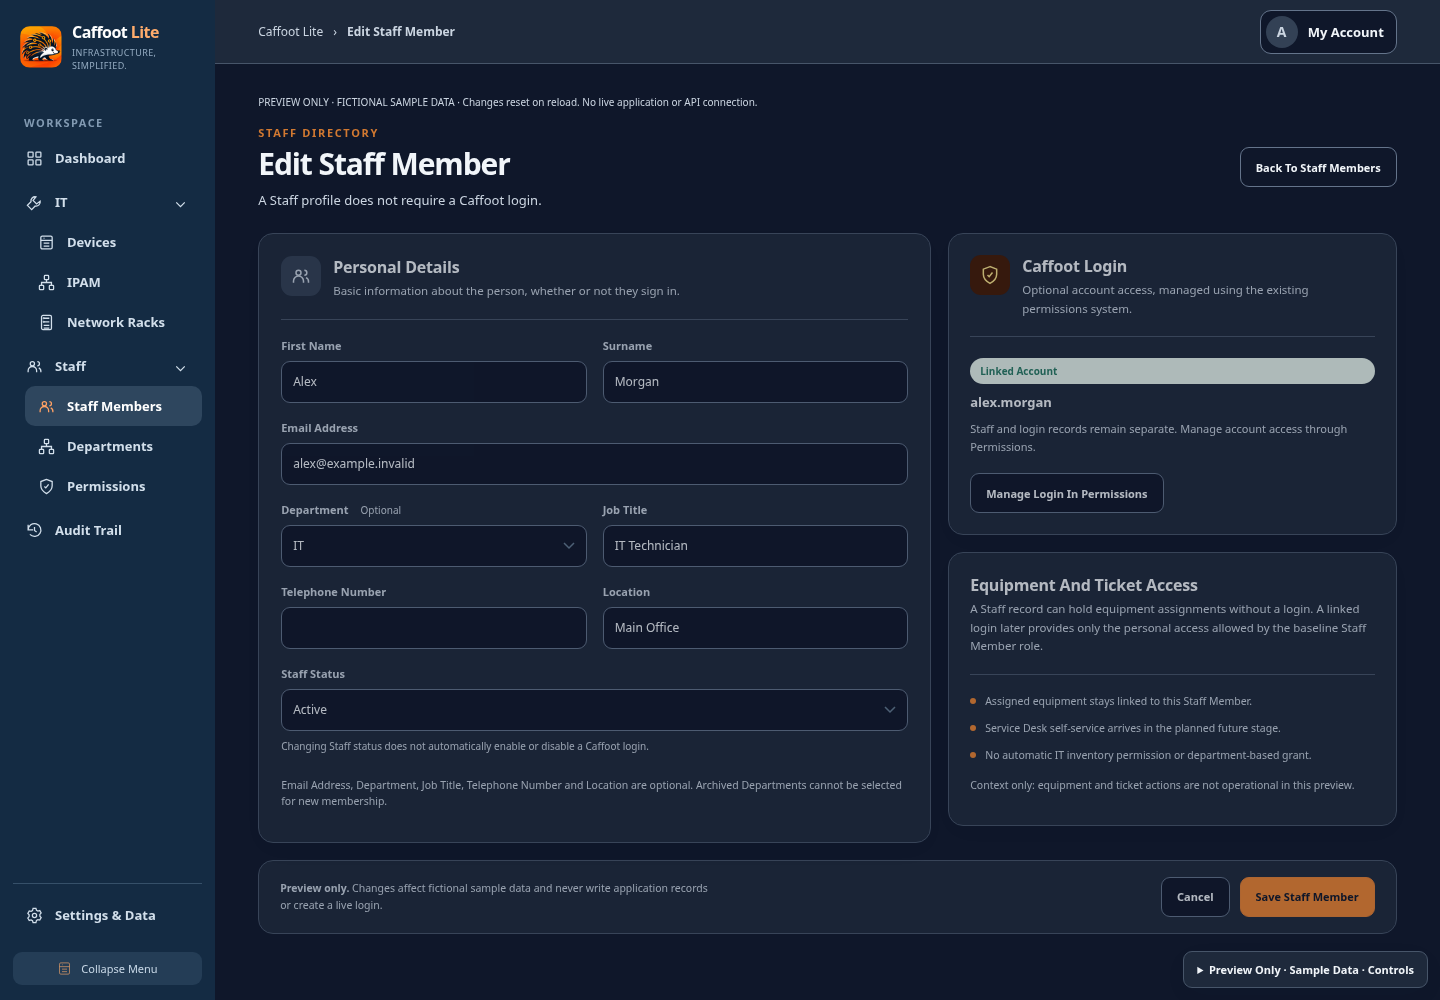 Caffoot Lite
INFRASTRUCTURE,
SIMPLIFIED.
WORKSPACE
Dashboard
IT
Devices
IPAM
Network Racks
Staff
Staff Members
Departments
Permissions
Audit Trail
Settings & Data
Collapse Menu
Caffoot Lite › Edit Staff Member
A My Account
PREVIEW ONLY · FICTIONAL SAMPLE DATA · Changes reset on reload. No live application or API connection.
STAFF DIRECTORY
Edit Staff Member
A Staff profile does not require a Caffoot login.
Back To Staff Members
Personal Details
Basic information about the person, whether or not they sign in.
First Name
Alex
Surname
Morgan
Email Address
alex@example.invalid
Department Optional
IT
Job Title
IT Technician
Telephone Number
Location
Main Office
Staff Status
Active
Changing Staff status does not automatically enable or disable a Caffoot login.
Email Address, Department, Job Title, Telephone Number and Location are optional. Archived Departments cannot be selected
for new membership.
Caffoot Login
Optional account access, managed using the existing
permissions system.
Linked Account
alex.morgan
Staff and login records remain separate. Manage account access through
Permissions.
Manage Login In Permissions
Equipment And Ticket Access
A Staff record can hold equipment assignments without a login. A linked
login later provides only the personal access allowed by the baseline Staff
Member role.
Assigned equipment stays linked to this Staff Member.
Service Desk self-service arrives in the planned future stage.
No automatic IT inventory permission or department-based grant.
Context only: equipment and ticket actions are not operational in this preview.
Preview only. Changes affect fictional sample data and never write application records
or create a live login.
Cancel
Save Staff Member
Preview Only · Sample Data · Controls